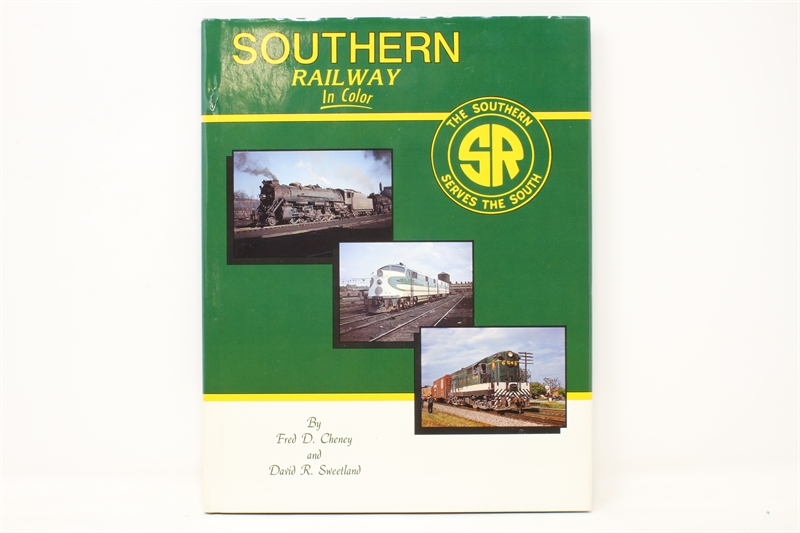 SOUTHERN
RAILWAY
In Color
THE SOUTHERN
SR
SERVES THE SOUTH
By
Fred D. Cheney
and
David R. Sweetland